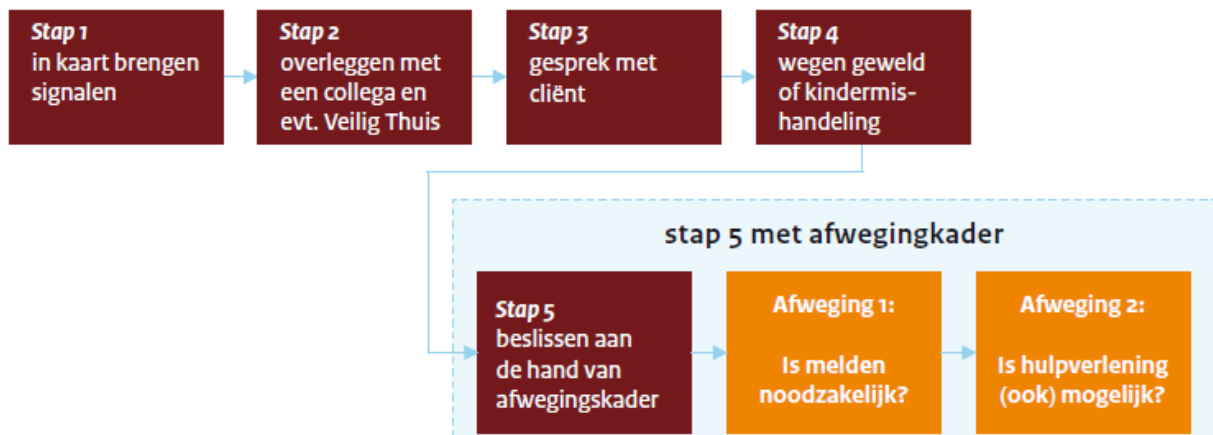 Stap 1
in kaart brengen
signalen
Stap 2
overleggen met
een collega en
evt. Veilig Thuis
Stap 3
gesprek met
cliënt
Stap 4
wegen geweld
of kindermis-
handeling
stap 5 met afwegingkader
Stap 5
beslissen aan
de hand van
afwegingskader
Afweging 1:
Is melden
noodzakelijk?
Afweging 2:
Is hulpverlening
(ook) mogelijk?